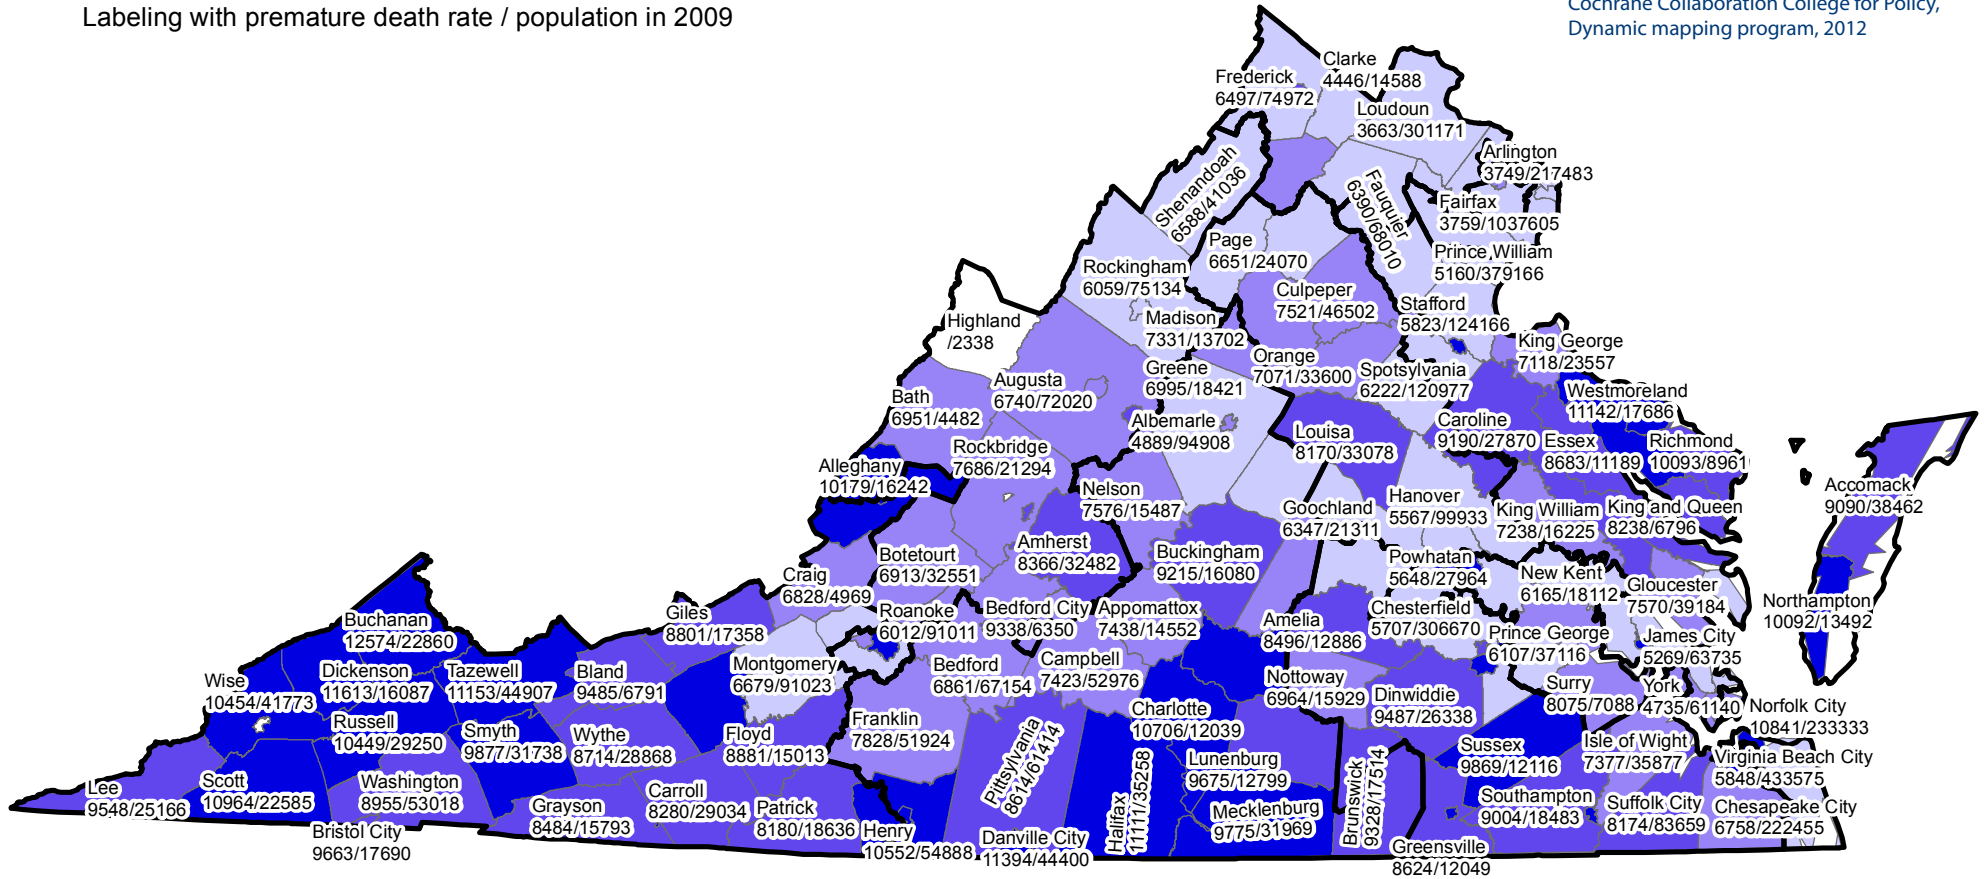 Labeling with premature death rate / population in 2009
Cochrane Collaboration College for Policy,
Dynamic mapping program, 2012
Clarke
4446/14588
Frederick
6497/74972
Loudoun
3663/301171
Arlington
3749/217483
Shenandoah
6588/41036
Fauquier
6390/68010
Fairfax
3759/1037605
Page
6651/24070
Prince William
5160/379166
Rockingham
6059/75134
Culpeper
7521/46502
Stafford
5823/124166
Highland
/2338
Madison
7331/13702
King George
7118/23557
Orange
7071/33600
Greene
6995/18421
Spotsylvania
6222/120977
Augusta
6740/72020
Westmoreland
11142/17686
Bath
6951/4482
Albemarle
4889/94908
Louisa
8170/33078
Caroline
9190/27870
Essex
8683/11189
Richmond
10093/8961
Rockbridge
7686/21294
Alleghany
10179/16242
Nelson
7576/15487
Accomack
9090/38462
Goochland
6347/21311
Hanover
5567/99933
King William
7238/16225
King and Queen
8238/6796
Amherst
8366/32482
Buckingham
9215/16080
Botetourt
6913/32551
Powhatan
5648/27964
New Kent
6165/18112
Craig
6828/4969
Gloucester
7570/39184
Northampton
10092/13492
Giles
8801/17358
Roanoke
6012/91011
Bedford City
9338/6350
Appomattox
7438/14552
Amelia
8496/12886
Chesterfield
5707/306670
Buchanan
12574/22860
Prince George
6107/37116
James City
5269/63735
Montgomery
6679/91023
Bedford
6861/67154
Campbell
7423/52976
Dickenson
11613/16087
Tazewell
11153/44907
Bland
9485/6791
Wise
10454/41773
Nottoway
6964/15929
Dinwiddie
9487/26338
Surry
8075/7088
York
4735/61140
Charlotte
10706/12039
Norfolk City
10841/233333
Russell
10449/29250
Smyth
9877/31738
Wythe
8714/28868
Floyd
8881/15013
Franklin
7828/51924
Pittsylvania
8614/61414
Sussex
9869/12116
Isle of Wight
7377/35877
Virginia Beach City
5848/433575
Halifax
11111/35258
Lunenburg
9675/12799
Brunswick
9328/17514
Lee
9548/25166
Scott
10964/22585
Washington
8955/53018
Carroll
8280/29034
Grayson
8484/15793
Patrick
8180/18636
Mecklenburg
9775/31969
Southampton
9004/18483
Suffolk City
8174/83659
Chesapeake City
6758/222455
Bristol City
9663/17690
Henry
10552/54888
Danville City
11394/44400
Greensville
8624/12049